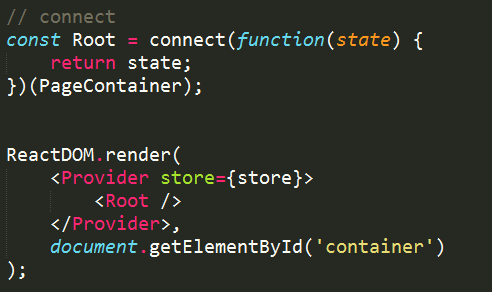 // connect
const Root = connect(function(state) {
    return state;
})(PageContainer);
ReactDOM.render(
    <Provider store={store}>
        <Root />
    </Provider>,
    document.getElementById('container')
);